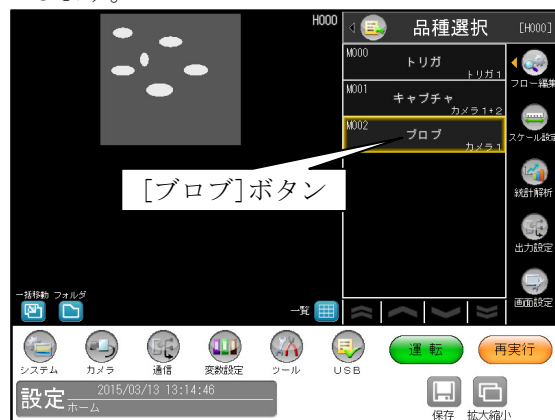 H000
品種選択
[H000]
M000
トリガ
トリガ1
M001
キャプチャ
カメラ1+2
M002
ブロブ
カメラ1
[ブロブ]ボタン
フロー編集
スケール設定
統計解析
出力設定
画面設定
一括移動 フォルダ
一覧
システム
カメラ
通信
変数設定
ツール
USB
運転
再実行
設定
2015/03/13 13:14:46
ホーム
保存
拡大縮小